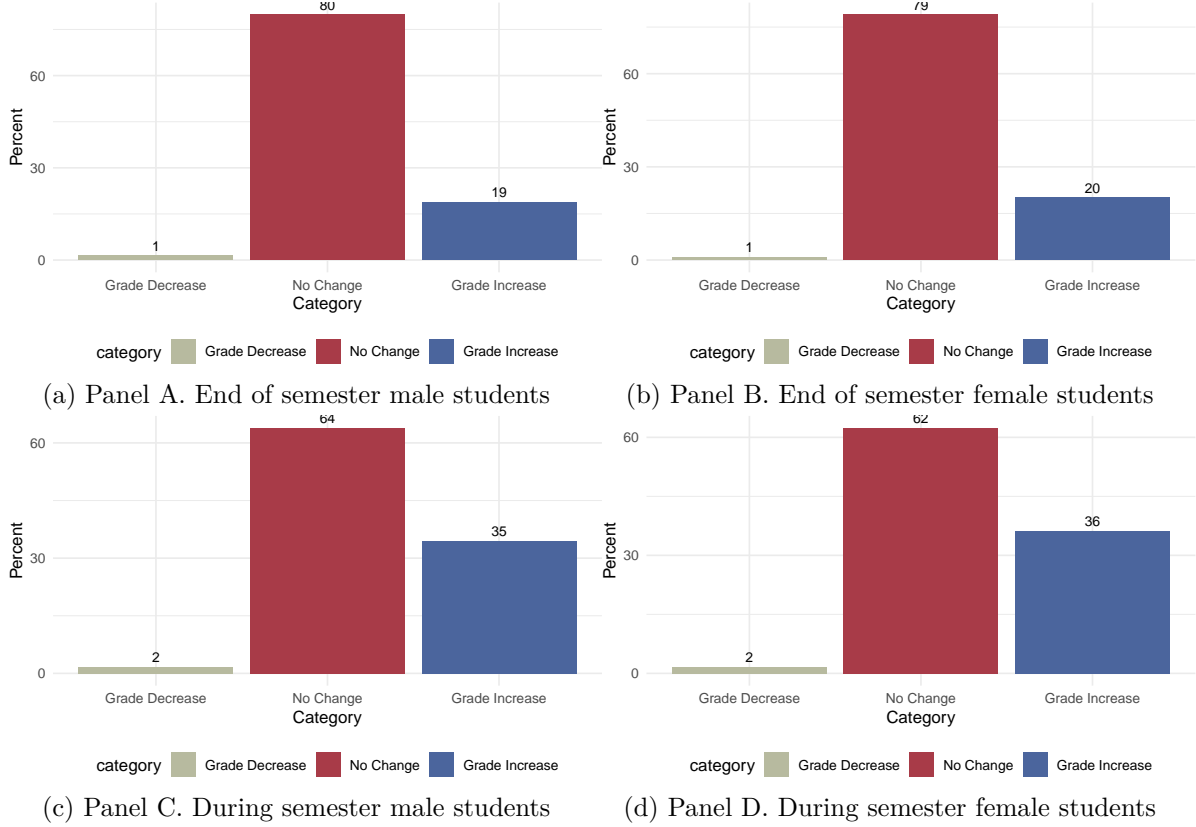 80
60
30
0
Percent
1
19
Grade Decrease No Change Grade Increase
Category
category Grade Decrease No Change Grade Increase
(a) Panel A. End of semester male students
79
60
30
0
Percent
1
20
Grade Decrease No Change Grade Increase
Category
category Grade Decrease No Change Grade Increase
(b) Panel B. End of semester female students
64
60
30
0
Percent
2
35
Grade Decrease No Change Grade Increase
Category
category Grade Decrease No Change Grade Increase
(c) Panel C. During semester male students
62
60
30
0
Percent
2
36
Grade Decrease No Change Grade Increase
Category
category Grade Decrease No Change Grade Increase
(d) Panel D. During semester female students